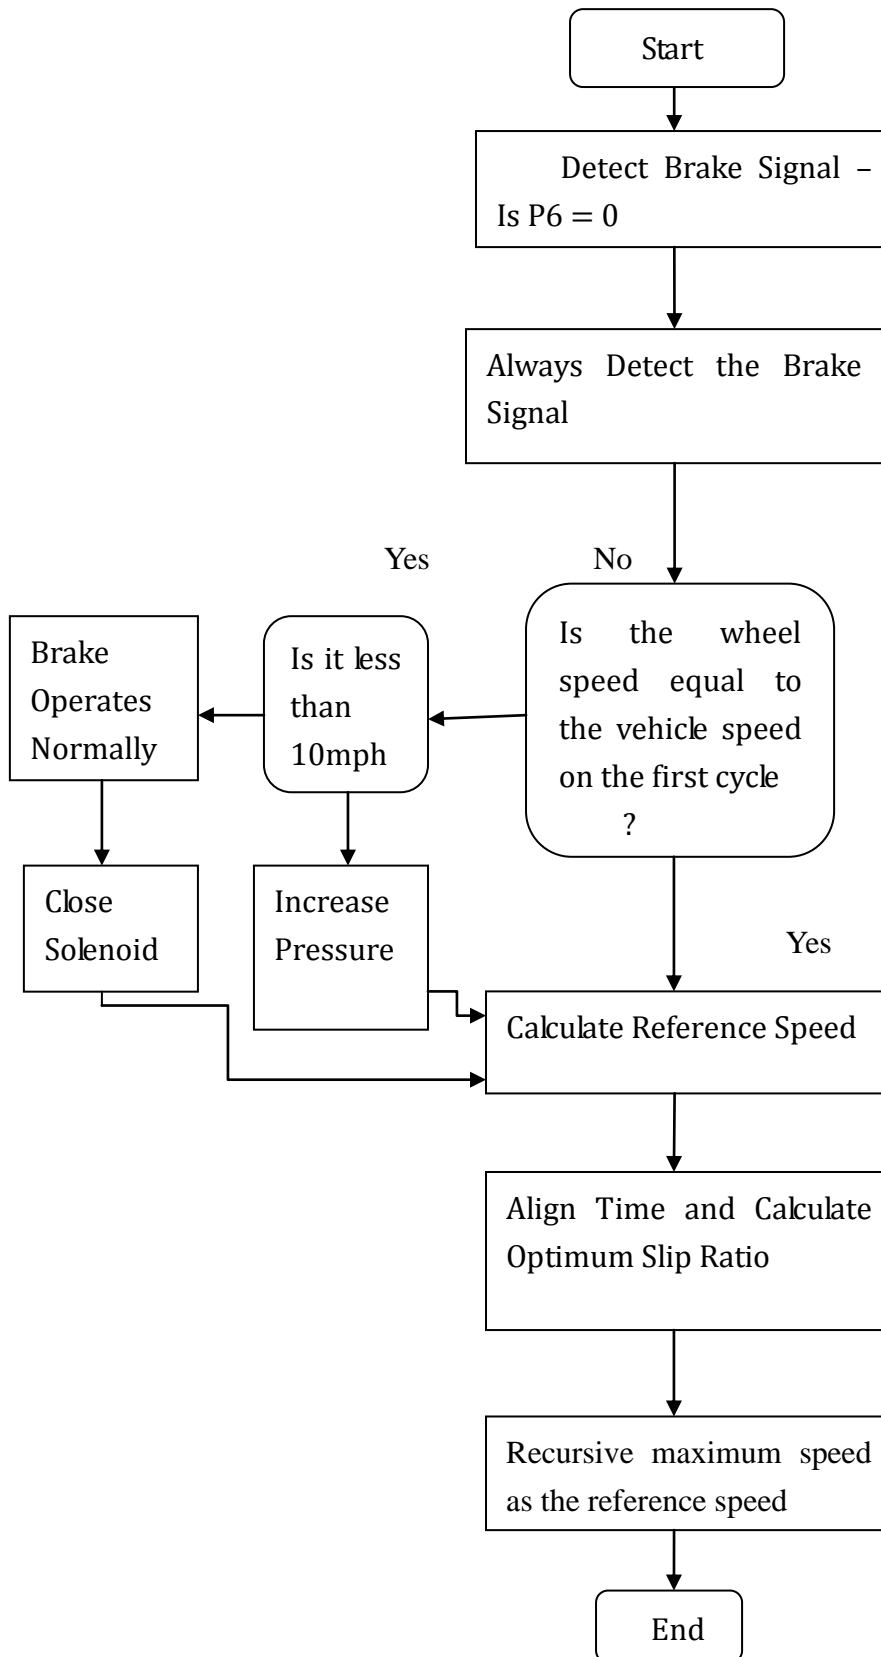 Start
Detect Brake Signal –
Is P6 = 0
Always Detect the Brake
Signal
Yes
No
Is the wheel
speed equal to
the vehicle speed
on the first cycle
?
Is it less
than
10mph
Brake
Operates
Normally
Close
Solenoid
Increase
Pressure
Yes
Calculate Reference Speed
Align Time and Calculate
Optimum Slip Ratio
Recursive maximum speed
as the reference speed
End